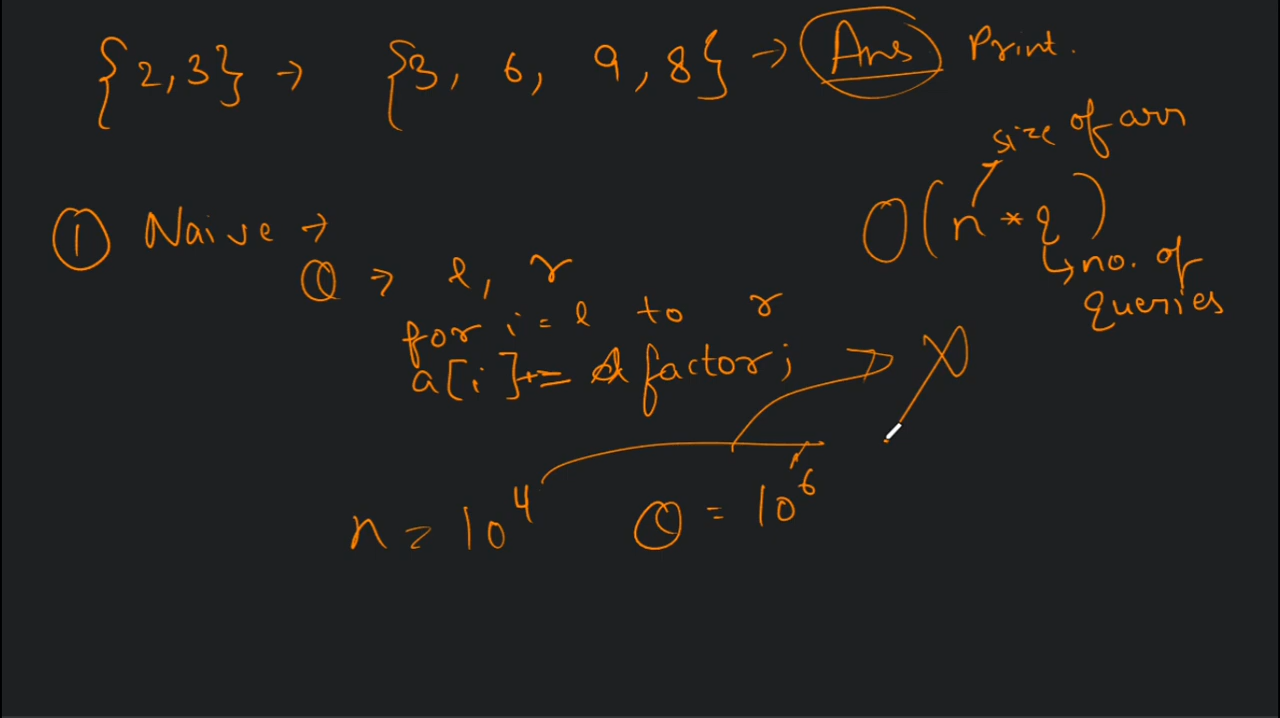 {2,3} → {3, 6, 9, 8} → Ans Print.
size of arr
O(n * q)
① Naive →
no. of queries
Q → l, r
for i = l to r
a[i] += factor;
n = 10^4 Q = 10^6